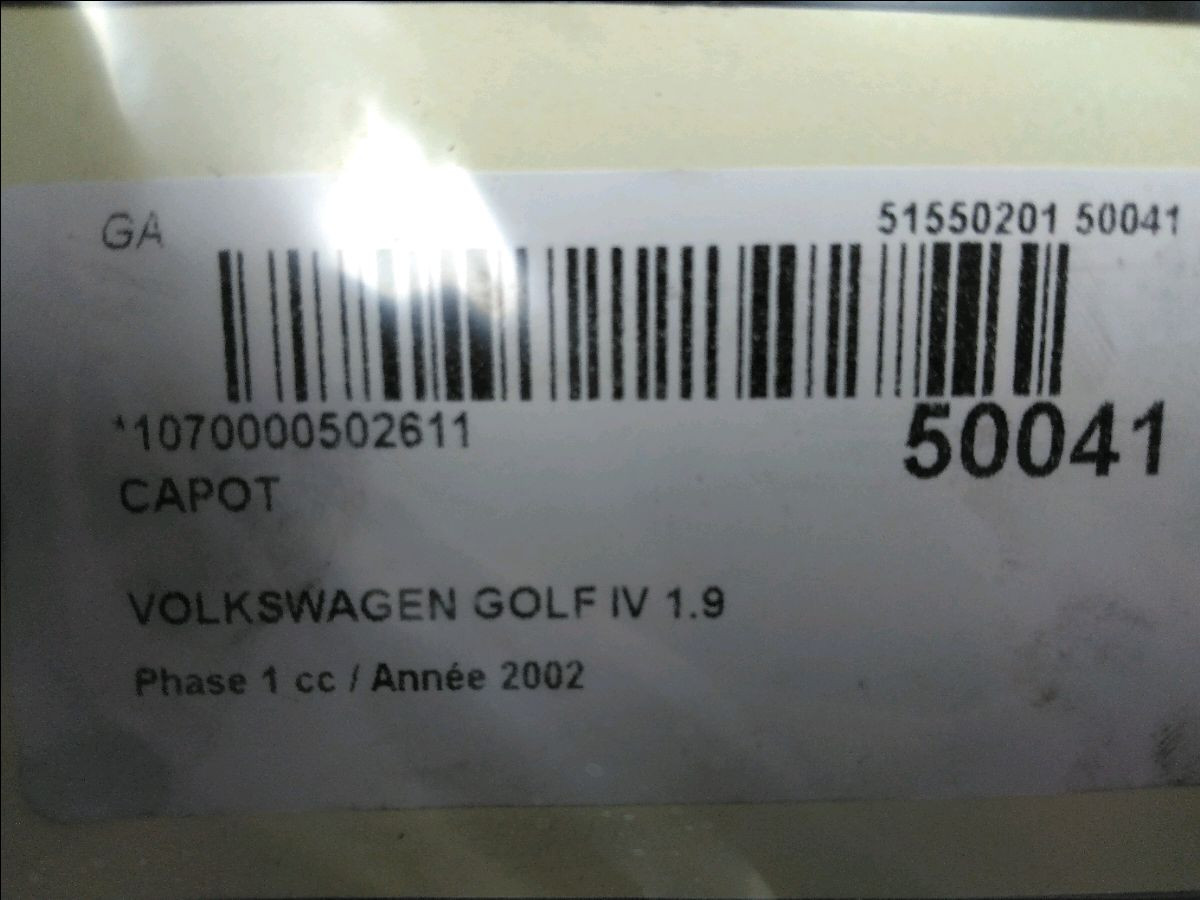 GA
51550201 50041
*1070000502611
50041
CAPOT
VOLKSWAGEN GOLF IV 1.9
Phase 1 cc / Année 2002